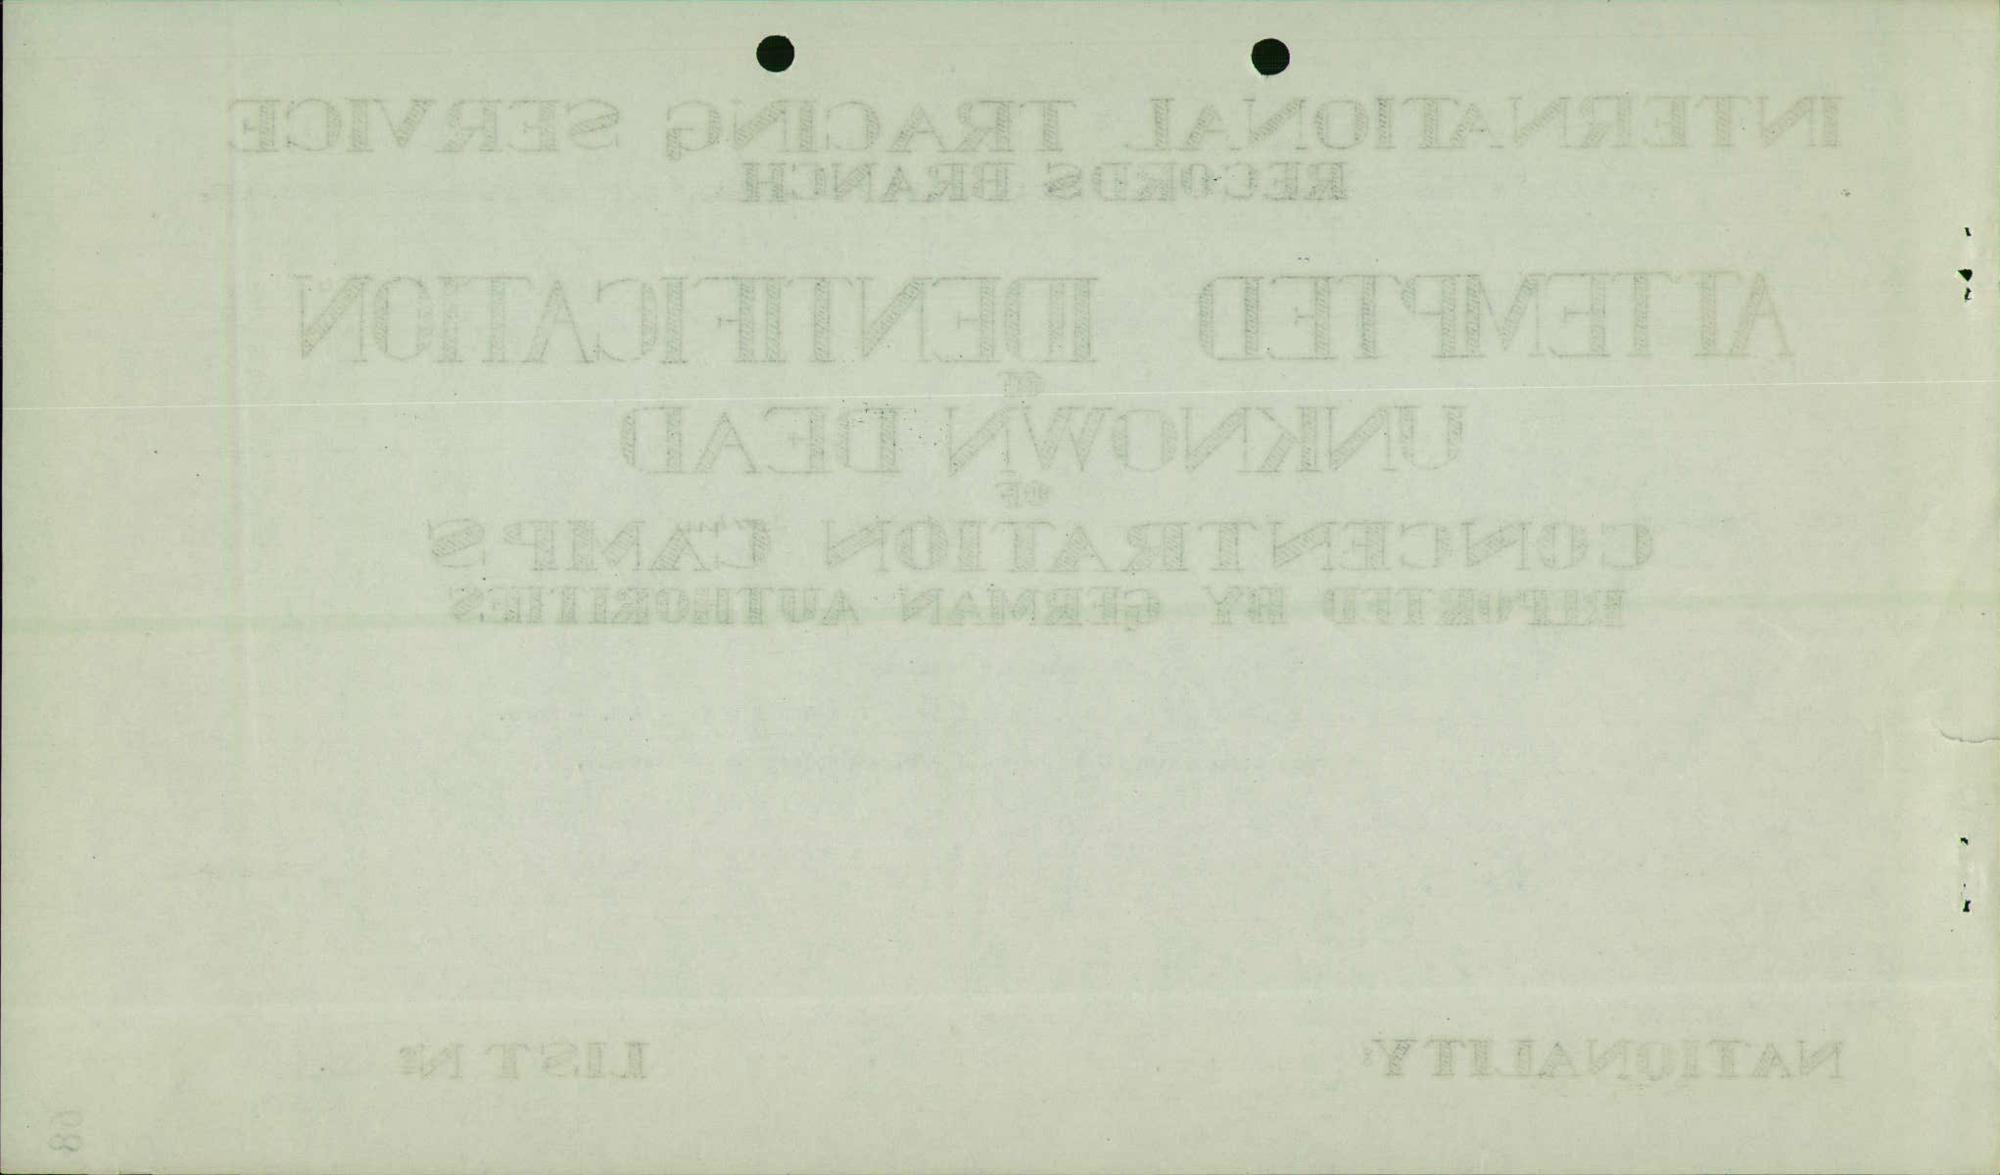 INTERNATIONAL TRACING SERVICE
RECORDS BRANCH
ATTEMPTED IDENTIFICATION
OF
UNKNOWN DEAD
OF
CONCENTRATION CAMPS
REPORTED BY GERMAN AUTHORITIES
NATIONALITY: LIST Nº